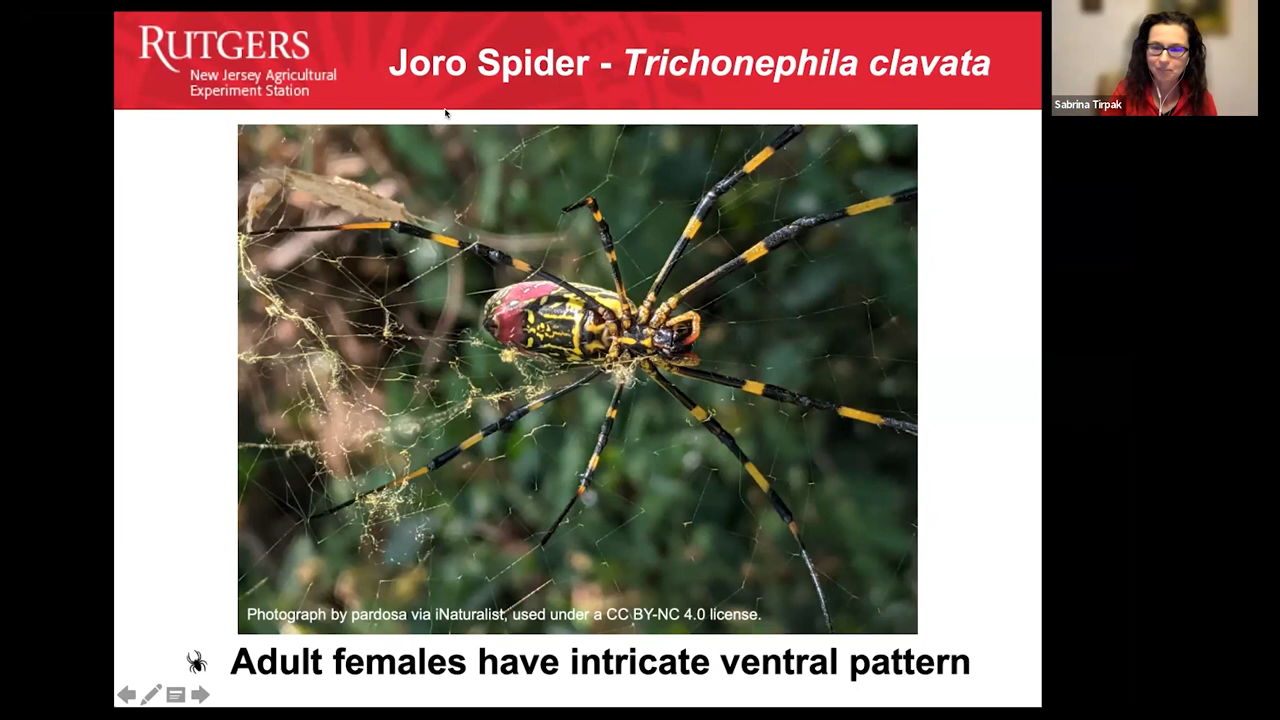 RUTGERS
New Jersey Agricultural
Experiment Station
Joro Spider - Trichonephila clavata
Sabrina Tirpak
Photograph by pardosa via iNaturalist, used under a CC BY-NC 4.0 license.
Adult females have intricate ventral pattern